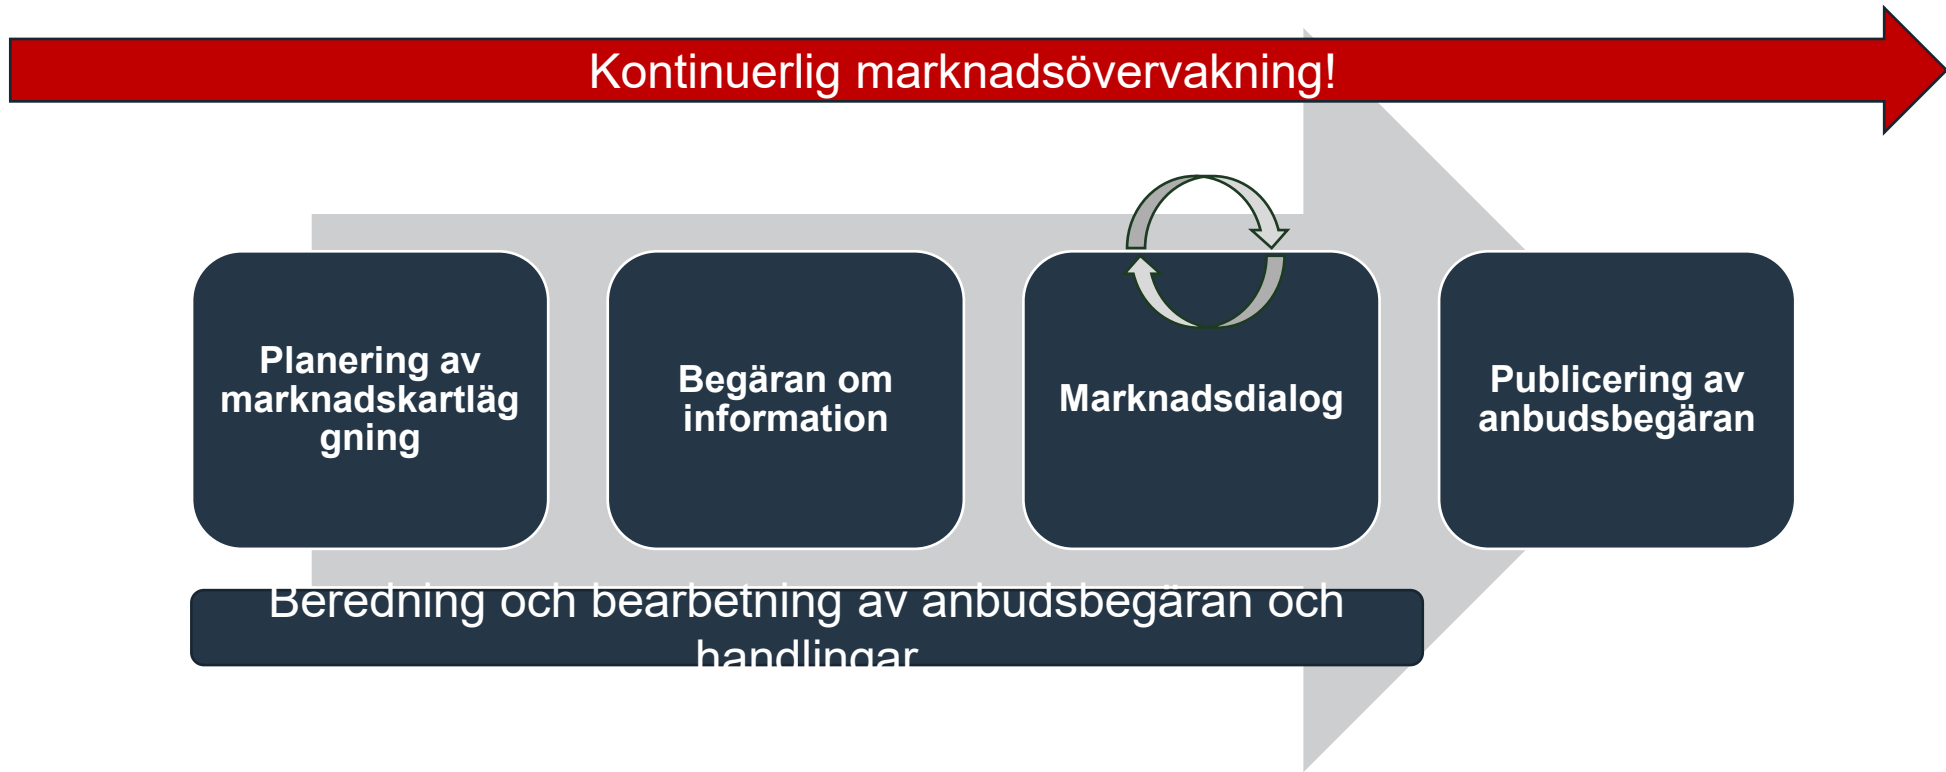 Kontinuerlig marknadsövervakning!
Planering av
marknadskartläg
gning
Begäran om
information
Marknadsdialog
Publicering av
anbudsbegäran
Beredning och bearbetning av anbudsbegäran och
handlingar